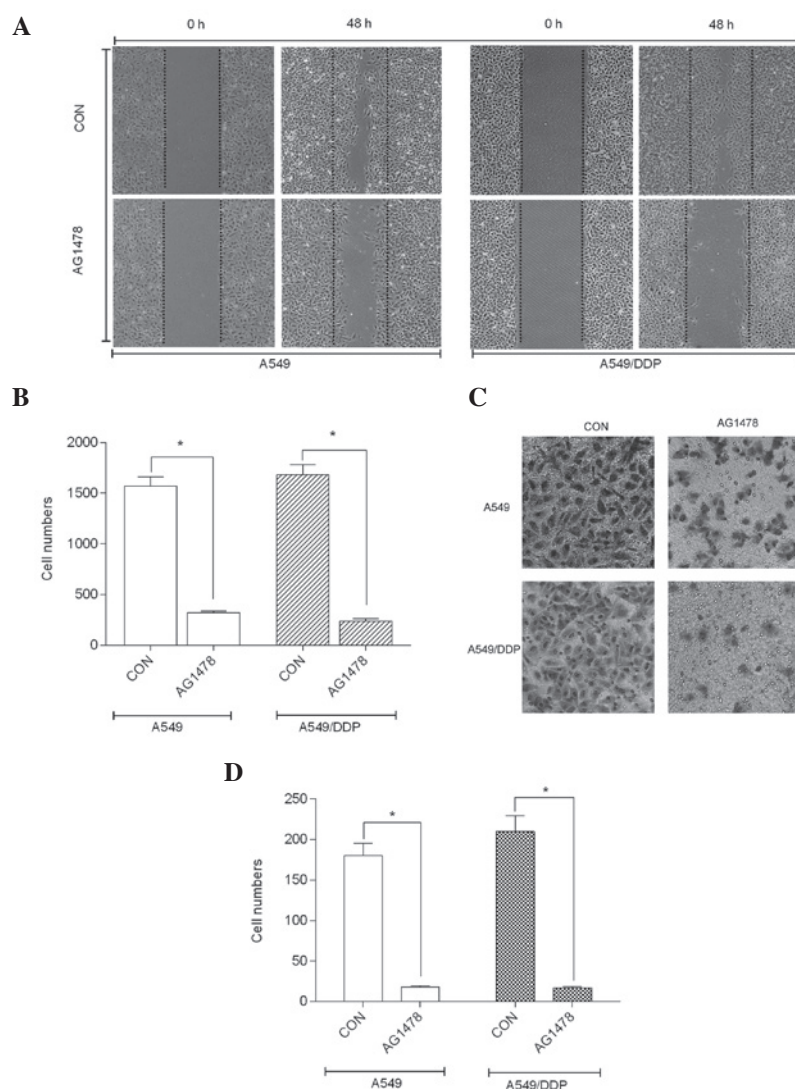 A
0 h 48 h 0 h 48 h
CON
AG1478
A549 A549/DDP
B
2000
1500
1000
500
0
Cell numbers
* *
CON AG1478 CON AG1478
A549 A549/DDP
C
CON AG1478
A549
A549/DDP
D
250
200
150
100
50
0
Cell numbers
* *
CON AG1478 CON AG1478
A549 A549/DDP